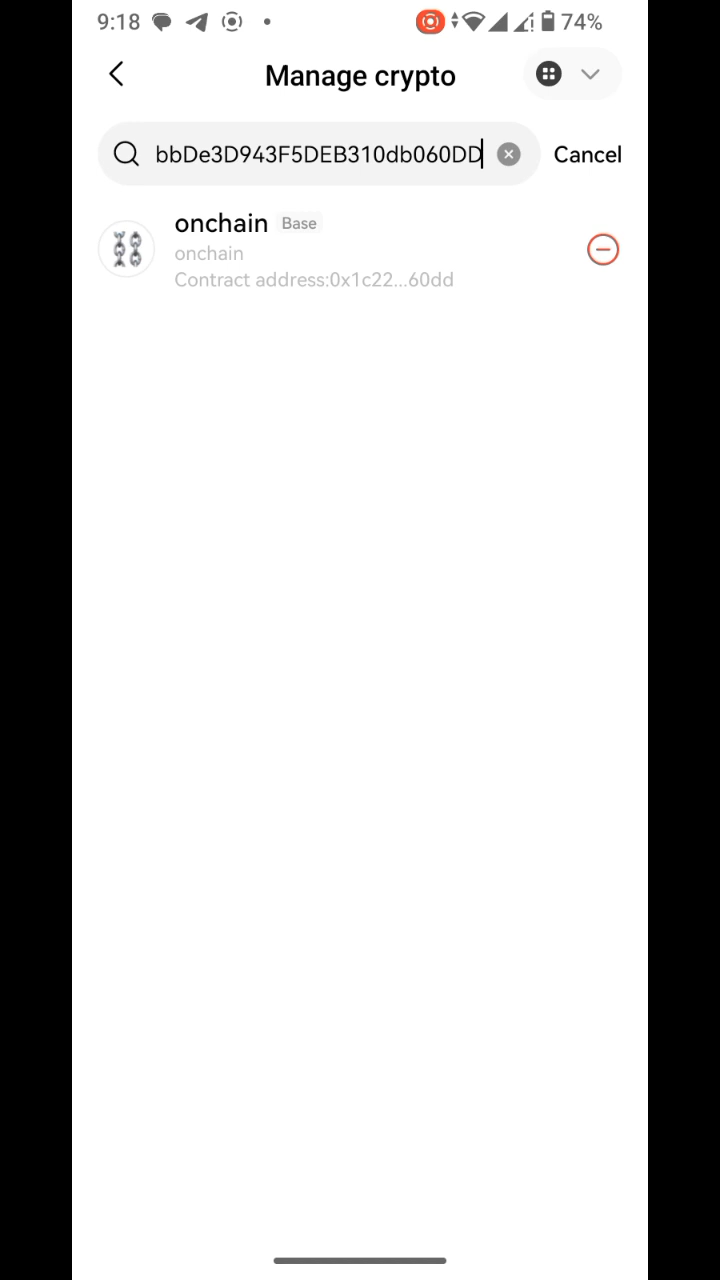 9:18
74%
Manage crypto
bbDe3D943F5DEB310db060DD
Cancel
onchain Base
onchain
Contract address:0x1c22...60dd